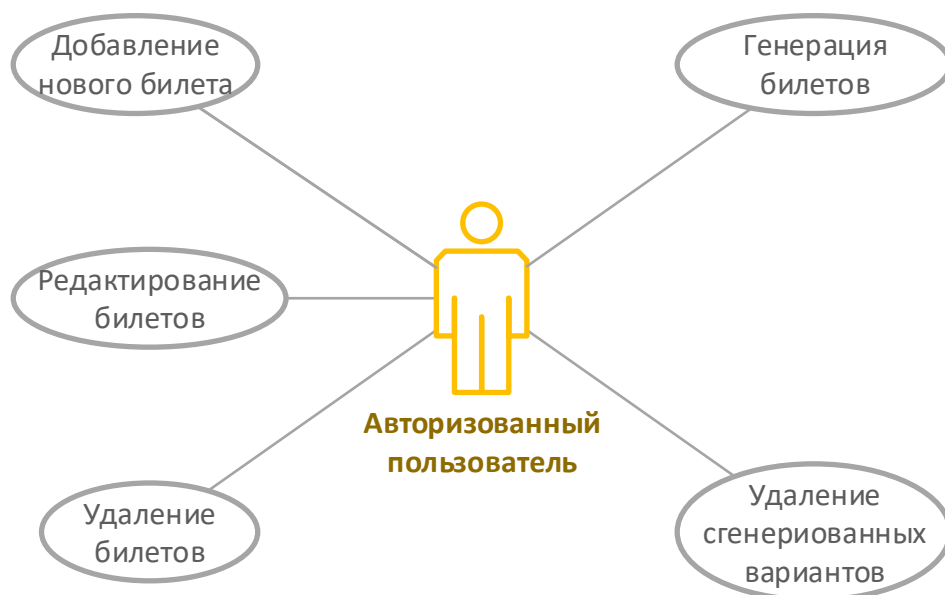 Добавление
нового билета
Генерация
билетов
Редактирование
билетов
Авторизованный
пользователь
Удаление
билетов
Удаление
сгенериованных
вариантов